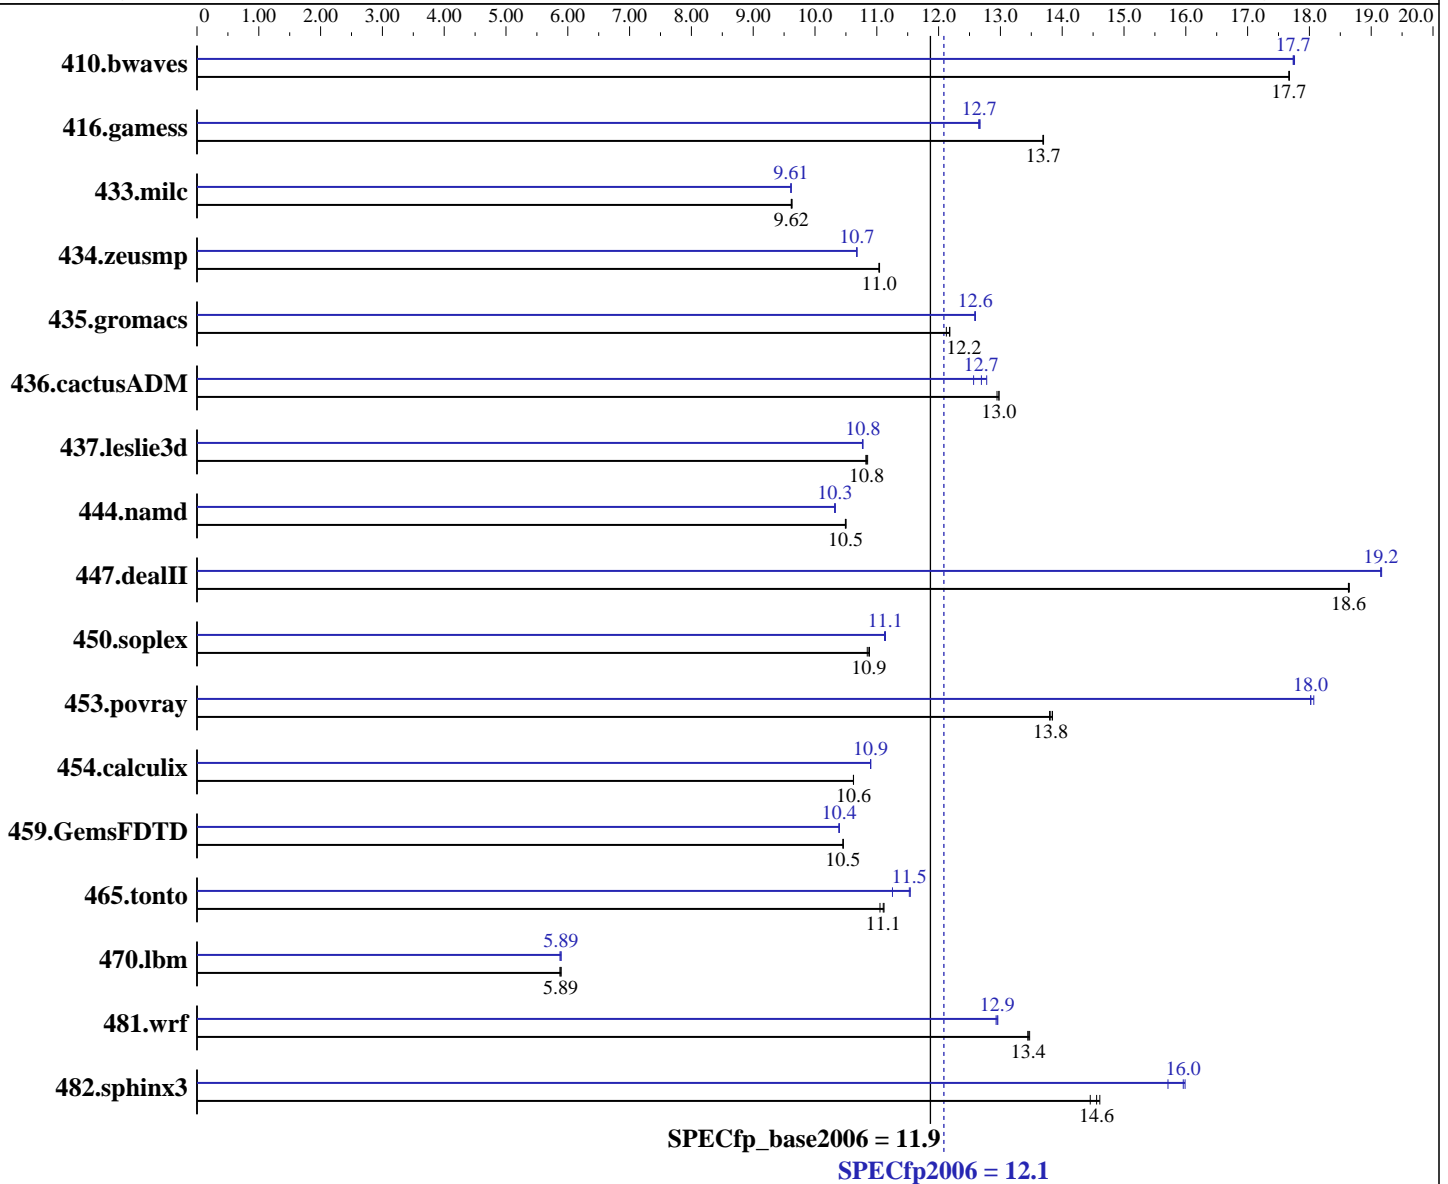 0 1.00 2.00 3.00 4.00 5.00 6.00 7.00 8.00 9.00 10.0 11.0 12.0 13.0 14.0 15.0 16.0 17.0 18.0 19.0 20.0
17.7
410.bwaves
17.7
12.7
416.gamess
13.7
9.61
433.milc
9.62
10.7
434.zeusmp
11.0
12.6
435.gromacs
12.2
12.7
436.cactusADM
13.0
10.8
437.leslie3d
10.8
10.3
444.namd
10.5
19.2
447.dealII
18.6
11.1
450.soplex
10.9
18.0
453.povray
13.8
10.9
454.calculix
10.6
10.4
459.GemsFDTD
10.5
11.5
465.tonto
11.1
5.89
470.lbm
5.89
12.9
481.wrf
13.4
16.0
482.sphinx3
14.6
SPECfp_base2006 = 11.9
SPECfp2006 = 12.1